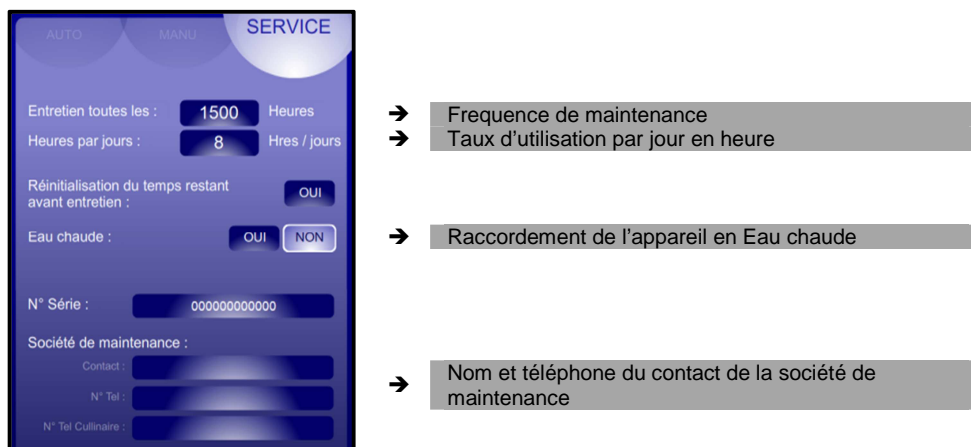 AUTO MANU SERVICE
Entretien toutes les : 1500 Heures
➔ Frequence de maintenance
Heures par jours : 8 Hres / jours
➔ Taux d'utilisation par jour en heure
Réinitialisation du temps restant
avant entretien :
OUI
Eau chaude : OUI NON
➔ Raccordement de l'appareil en Eau chaude
N° Série : 000000000000
Société de maintenance :
Contact :
N° Tel :
N° Tel Cullinaire :
➔ Nom et téléphone du contact de la société de
maintenance